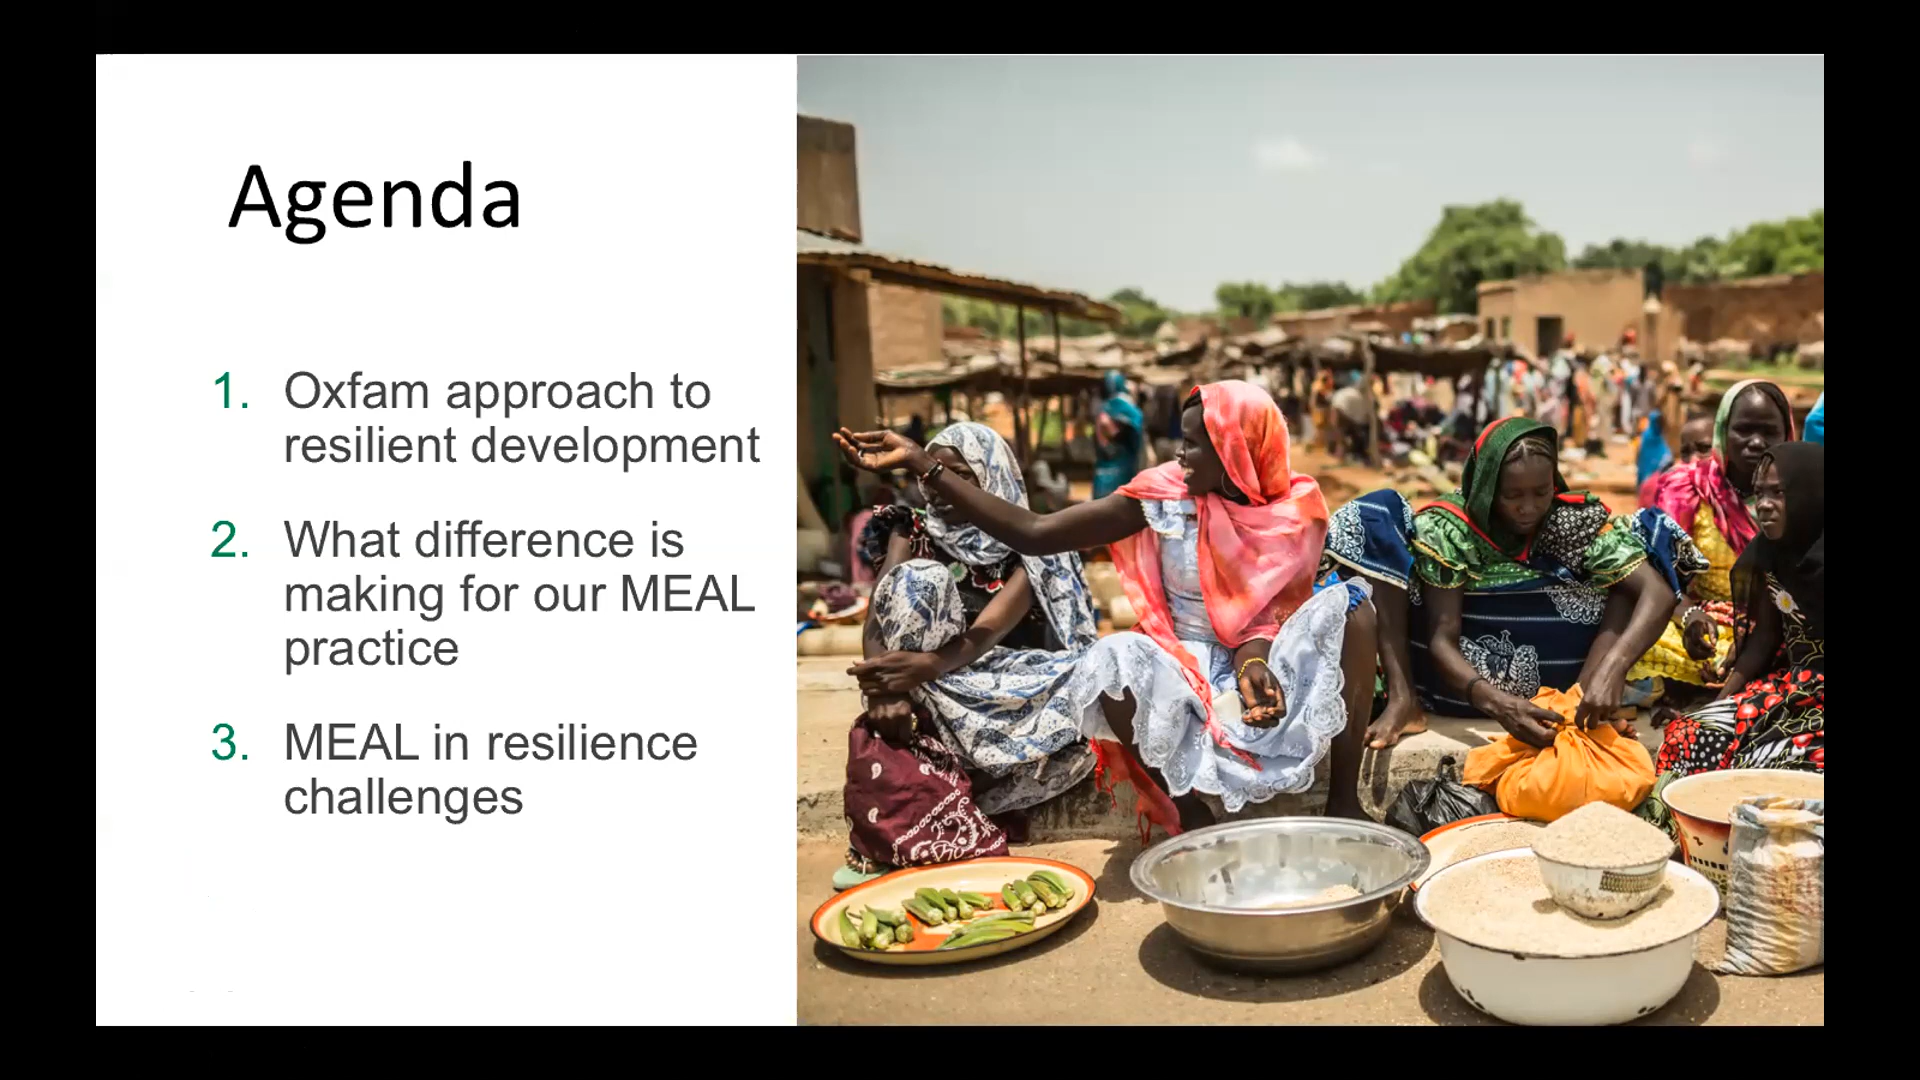 Agenda
1. Oxfam approach to
resilient development
2. What difference is
making for our MEAL
practice
3. MEAL in resilience
challenges